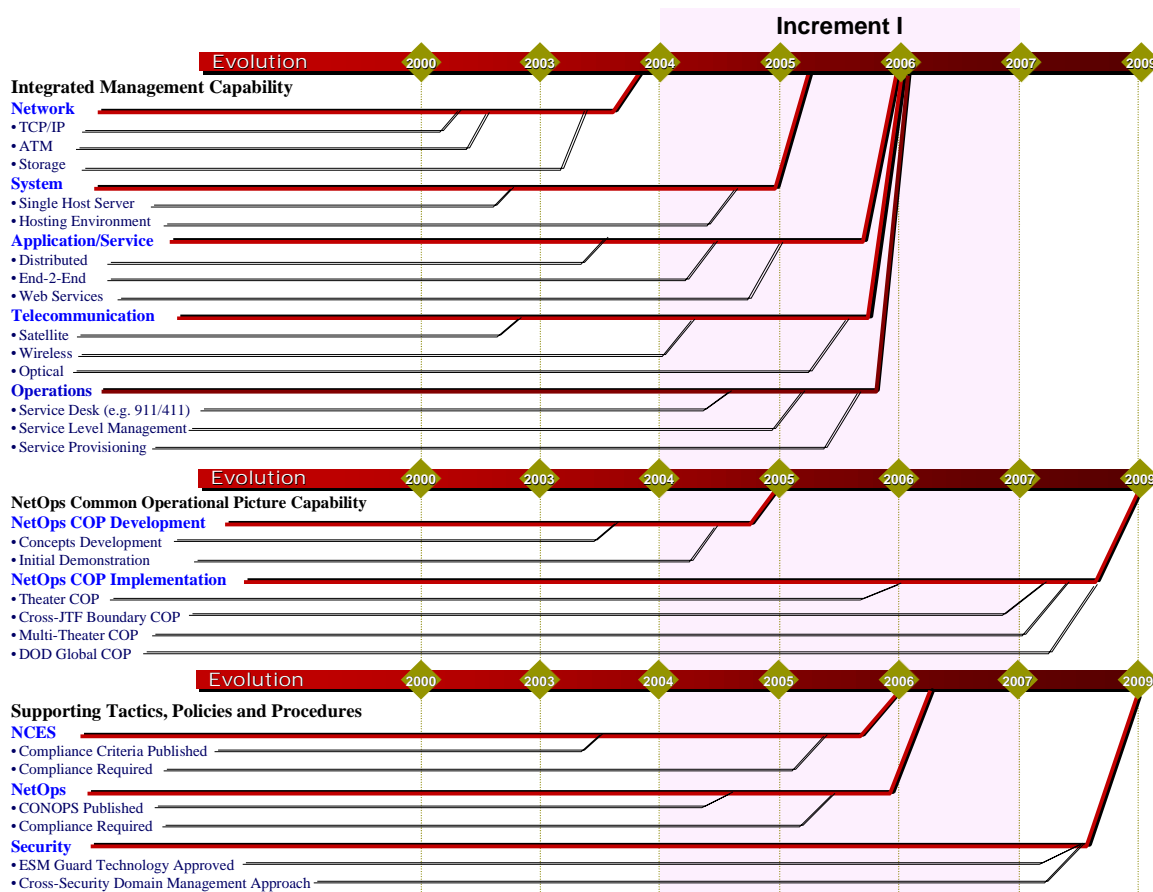 Increment I
Evolution 2000 2003 2004 2005 2006 2007 2009
Integrated Management Capability
Network
• TCP/IP
• ATM
• Storage
System
• Single Host Server
• Hosting Environment
Application/Service
• Distributed
• End-2-End
• Web Services
Telecommunication
• Satellite
• Wireless
• Optical
Operations
• Service Desk (e.g. 911/411)
• Service Level Management
• Service Provisioning
Evolution 2000 2003 2004 2005 2006 2007 2009
NetOps Common Operational Picture Capability
NetOps COP Development
• Concepts Development
• Initial Demonstration
NetOps COP Implementation
• Theater COP
• Cross-JTF Boundary COP
• Multi-Theater COP
• DOD Global COP
Evolution 2000 2003 2004 2005 2006 2007 2009
Supporting Tactics, Policies and Procedures
NCES
• Compliance Criteria Published
• Compliance Required
NetOps
• CONOPS Published
• Compliance Required
Security
• ESM Guard Technology Approved
• Cross-Security Domain Management Approach